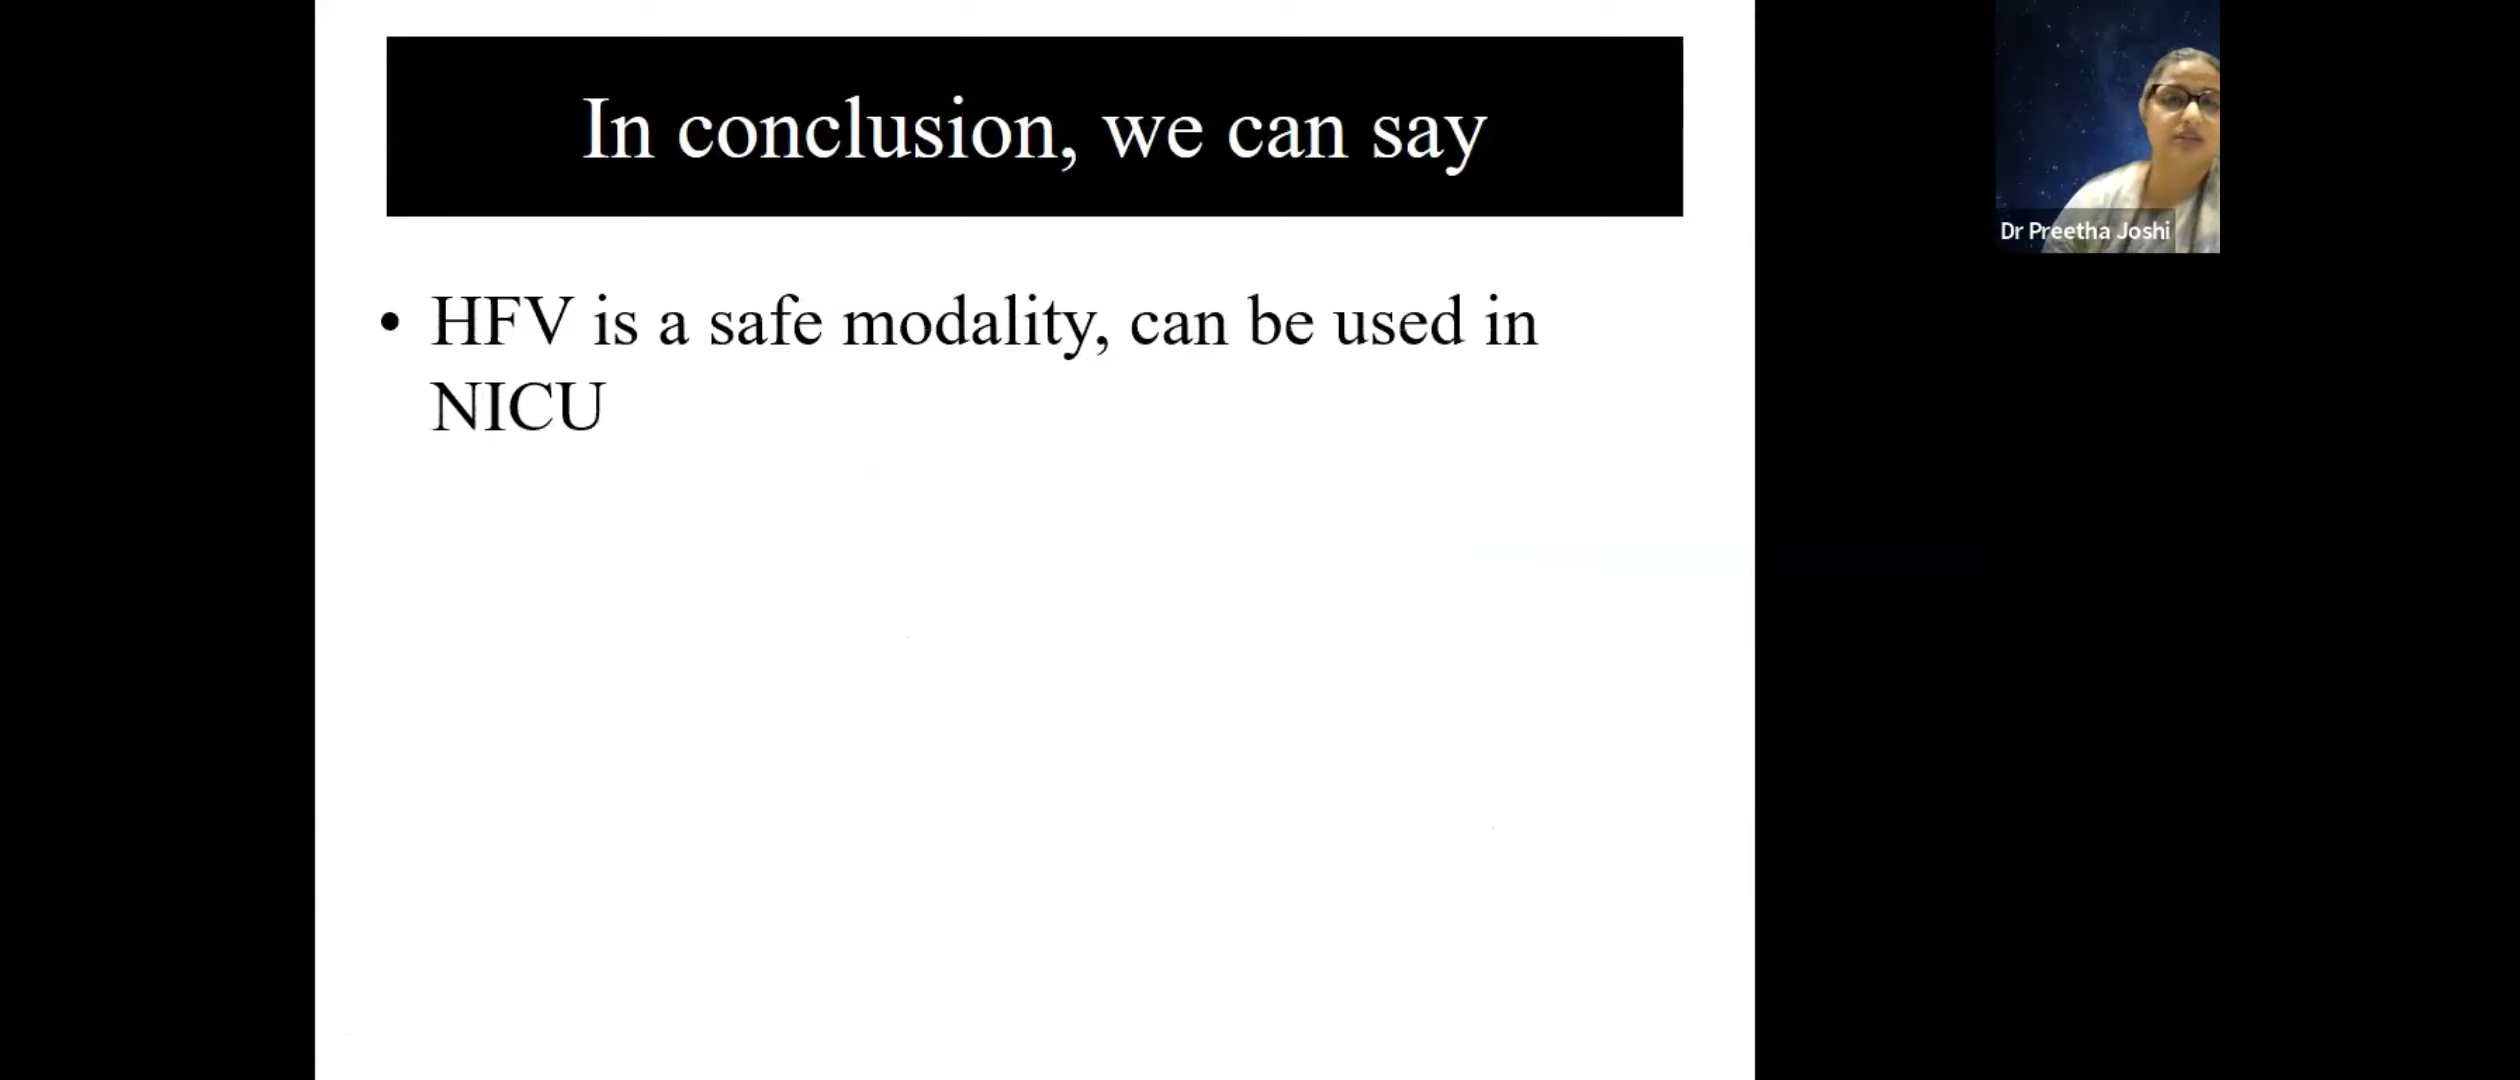 In conclusion, we can say
• HFV is a safe modality, can be used in
NICU
Dr Preetha Joshi